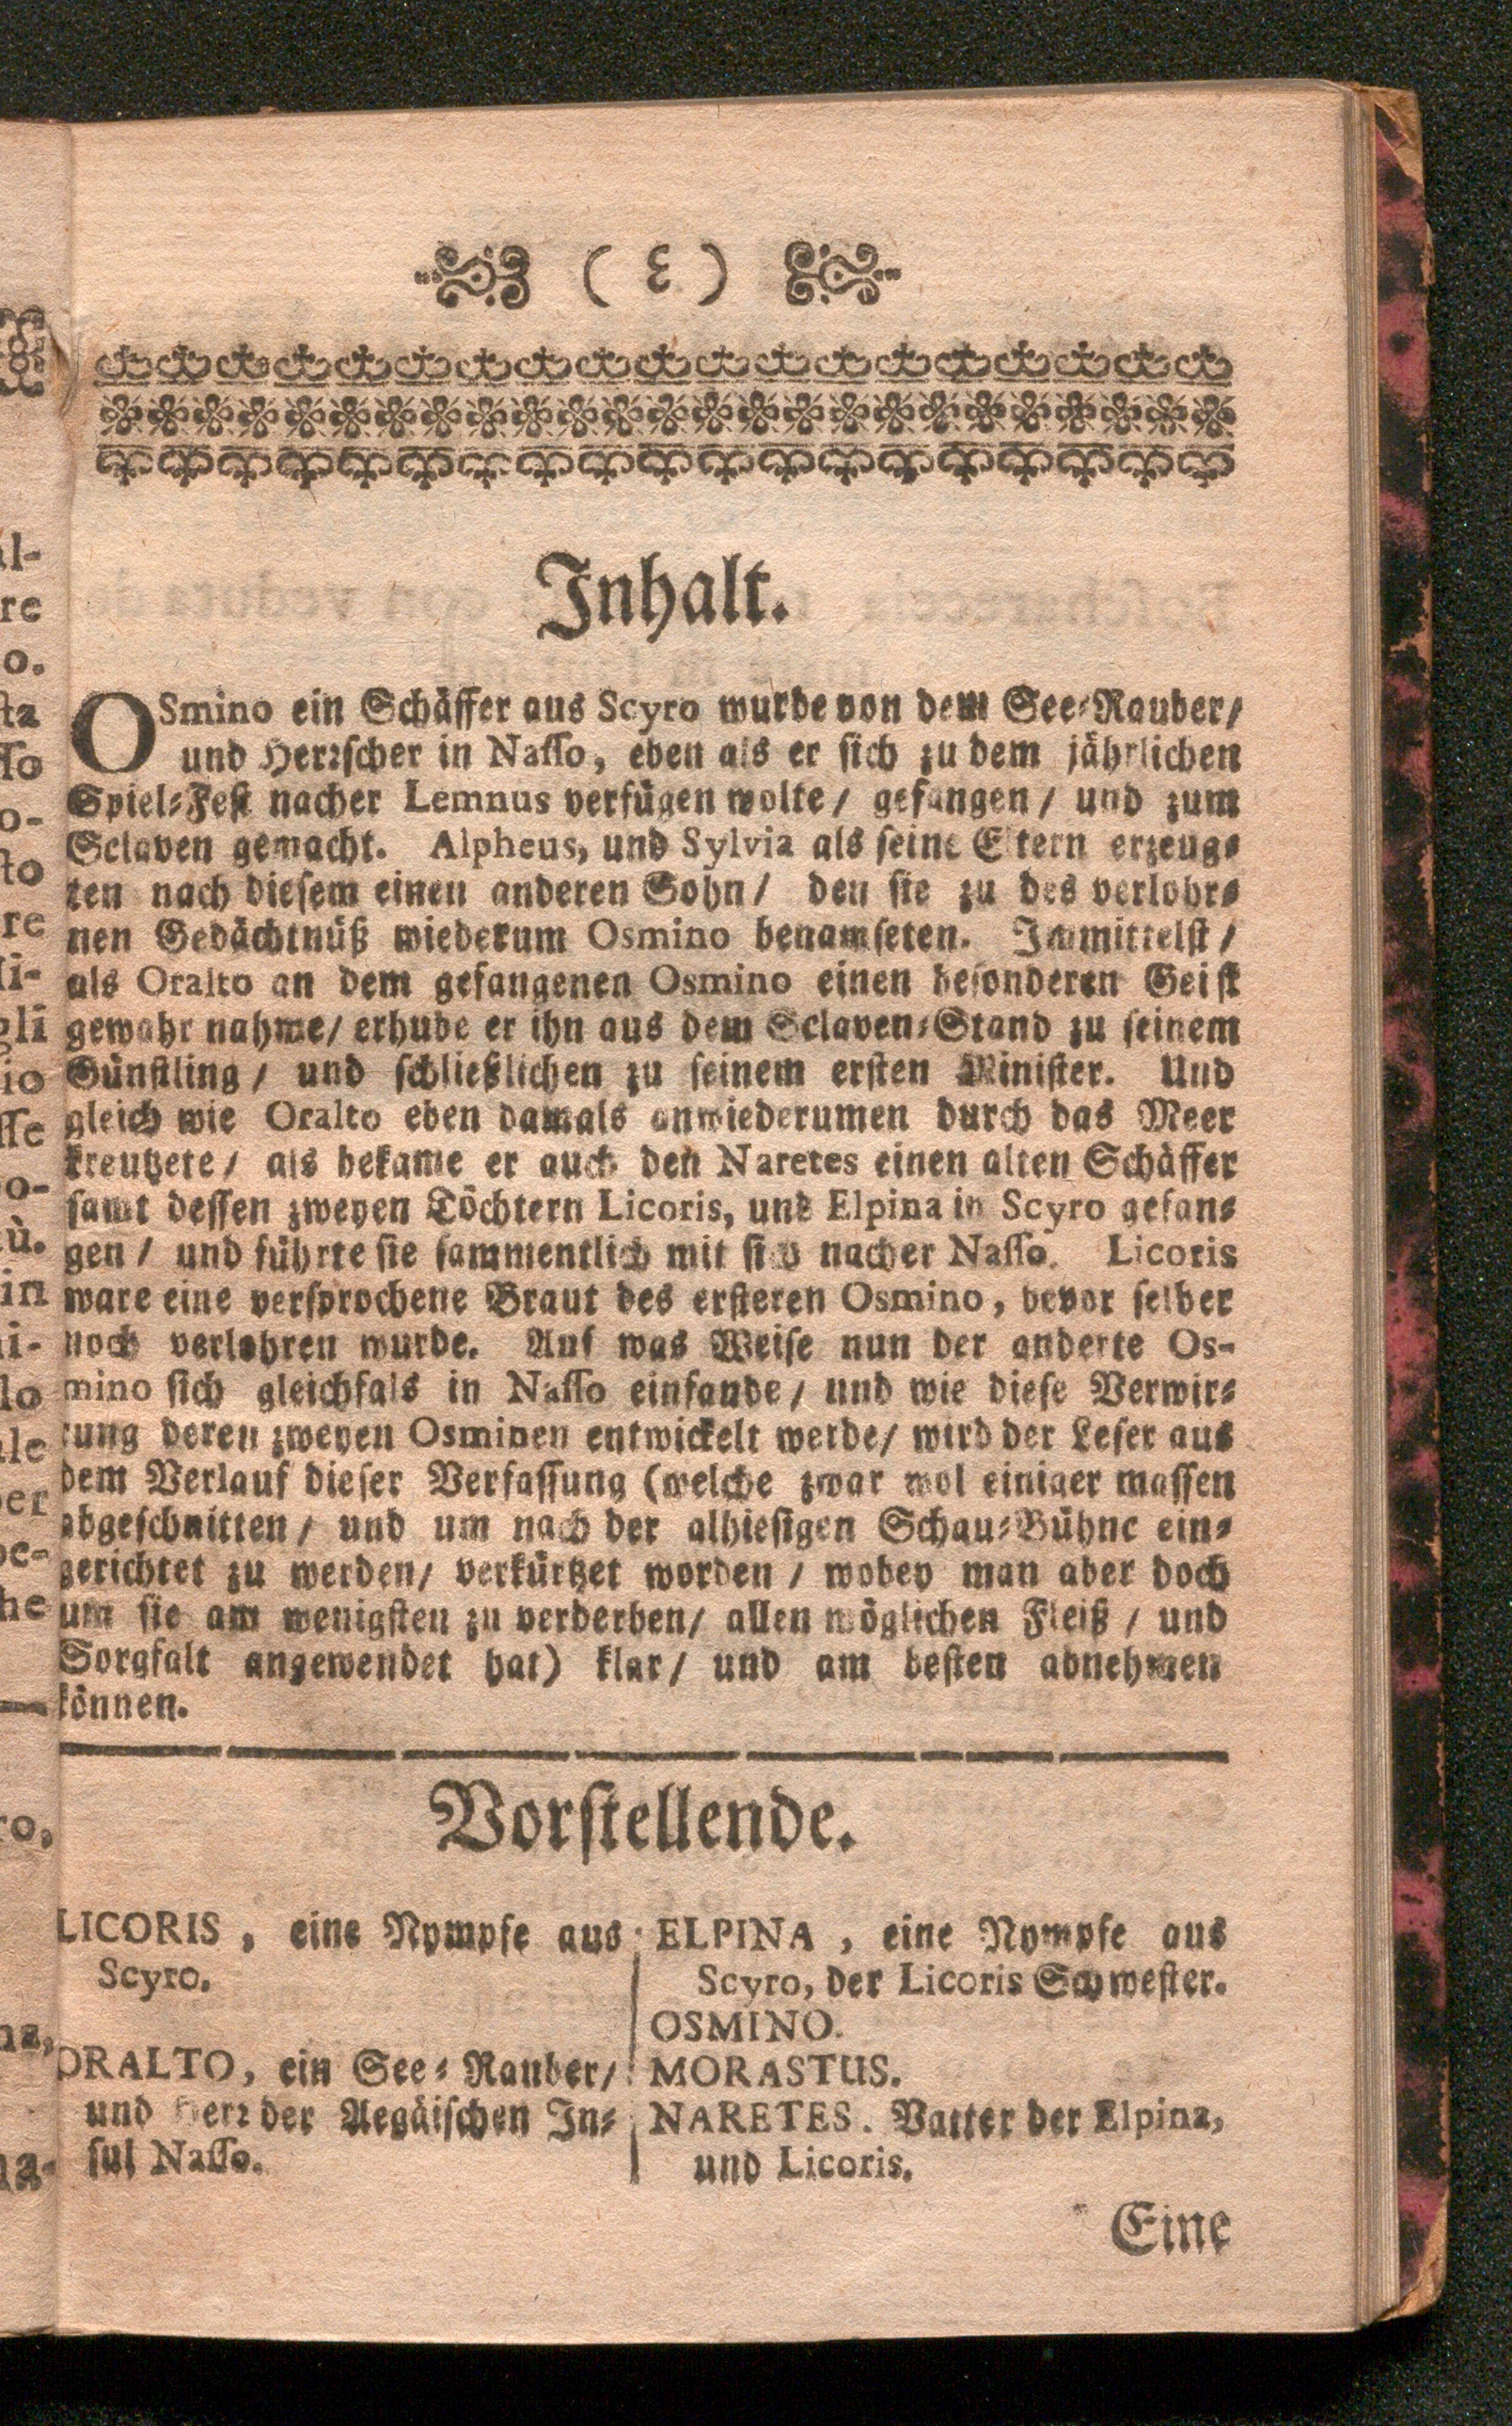 ( 3 )
Inhalt.
OSmino ein Schäffer aus Scyro wurde von dem See-Rauber/
und Herrscher in Nasso, eben als er sich zu dem jährlichen
Spiel-Fest nacher Lemnus verfügen wolte/ gefangen/ und zum
Sclaven gemacht. Alpheus, und Sylvia als seine Eltern erzeug-
ten nach diesem einen anderen Sohn/ den sie zu des verlohr-
nen Gedächtnüß wiederum Osmino benamseten. Immittelst/
als Oralto an dem gefangenen Osmino einen besonderen Geist
gewahr nahme/ erhube er ihn aus dem Sclaven-Stand zu seinem
Günstling/ und schließlichen zu seinem ersten Minister. Und
gleich wie Oralto eben damals anwiederumen durch das Meer
kreutzete/ als bekame er auch den Naretes einen alten Schäffer
samt dessen zweyen Töchtern Licoris, und Elpina in Scyro gefan-
gen/ und führte sie sammentlich mit sich nacher Nasso. Licoris
ware eine versprochene Braut des ersteren Osmino, bevor selber
noch verlohren wurde. Auf was Weise nun der anderte Os-
mino sich gleichfals in Nasso einfande/ und wie diese Verwir-
rung deren zweyen Osminen entwickelt werde/ wird der Leser aus
dem Verlauf dieser Verfassung (welche zwar wol einiger massen
abgeschnitten/ und um nach der alhiesigen Schau-Bühne ein-
gerichtet zu werden/ verkürtzet worden/ wobey man aber doch
um sie am wenigsten zu verderben/ allen möglichen Fleiß/ und
Sorgfalt angewendet hat) klar/ und am besten abnehmen
können.
Vorstellende.
LICORIS, eine Nympfe aus
Scyro.
ORALTO, ein See-Rauber/
und Herr der Aegäischen In-
sul Nasso.
ELPINA, eine Nympfe aus
Scyro, der Licoris Schwester.
OSMINO.
MORASTUS.
NARETES. Vatter der Elpina,
und Licoris.
Eine